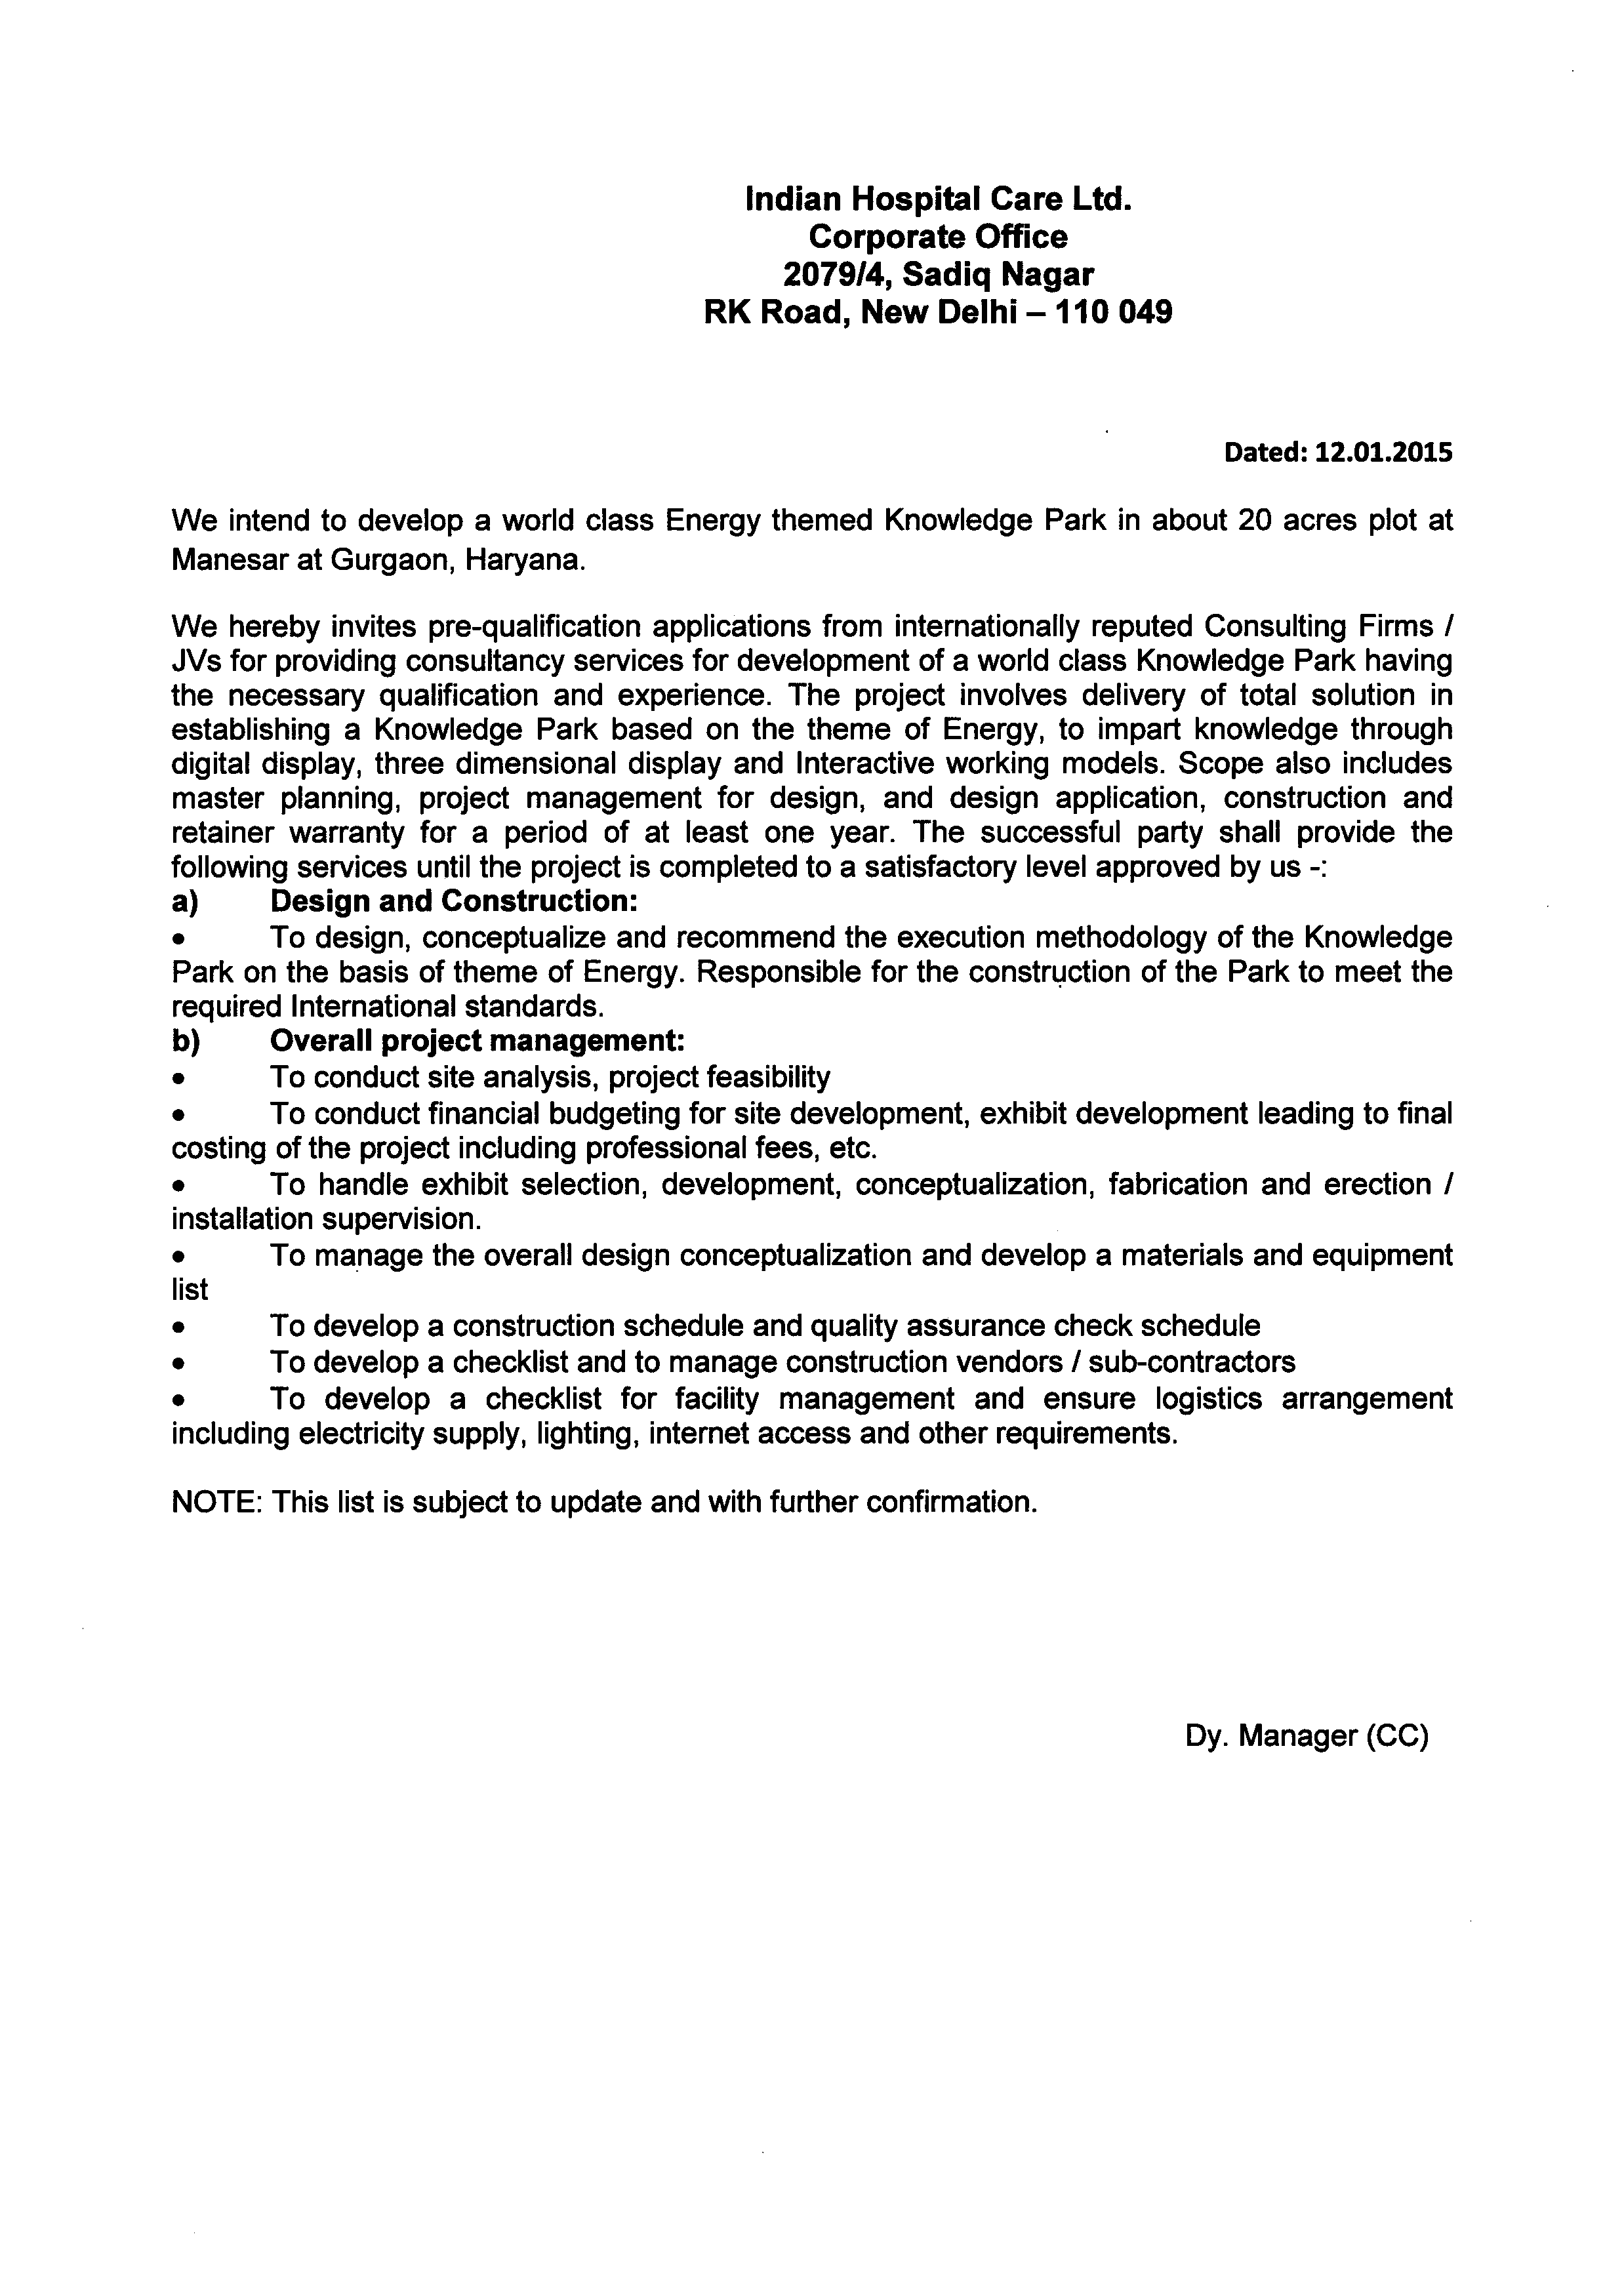 Indian Hospital Care Ltd.
Corporate Office
2079/4, Sadiq Nagar
RK Road, New Delhi – 110 049
Dated: 12.01.2015
We intend to develop a world class Energy themed Knowledge Park in about 20 acres plot at
Manesar at Gurgaon, Haryana.
We hereby invites pre-qualification applications from internationally reputed Consulting Firms /
JVs for providing consultancy services for development of a world class Knowledge Park having
the necessary qualification and experience. The project involves delivery of total solution in
establishing a Knowledge Park based on the theme of Energy, to impart knowledge through
digital display, three dimensional display and Interactive working models. Scope also includes
master planning, project management for design, and design application, construction and
retainer warranty for a period of at least one year. The successful party shall provide the
following services until the project is completed to a satisfactory level approved by us -:
a) Design and Construction:
• To design, conceptualize and recommend the execution methodology of the Knowledge
Park on the basis of theme of Energy. Responsible for the construction of the Park to meet the
required International standards.
b) Overall project management:
• To conduct site analysis, project feasibility
• To conduct financial budgeting for site development, exhibit development leading to final
costing of the project including professional fees, etc.
• To handle exhibit selection, development, conceptualization, fabrication and erection /
installation supervision.
• To manage the overall design conceptualization and develop a materials and equipment
list
• To develop a construction schedule and quality assurance check schedule
• To develop a checklist and to manage construction vendors / sub-contractors
• To develop a checklist for facility management and ensure logistics arrangement
including electricity supply, lighting, internet access and other requirements.
NOTE: This list is subject to update and with further confirmation.
Dy. Manager (CC)